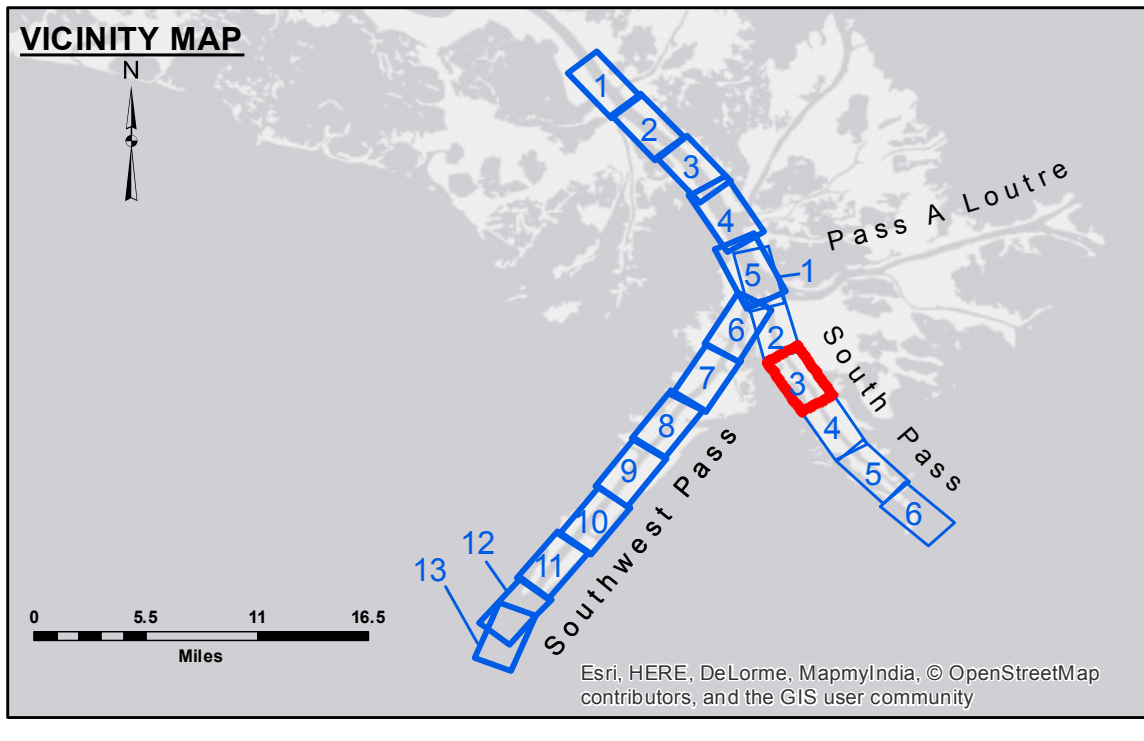 VICINITY MAP
N
1
2
3
4
5
1
6
2
7
3
8
4
9
5
10
6
11
12
13
Pass A Loutre
South Pass
Southwest Pass
0 5.5 11 16.5
Miles
Esri, HERE, DeLorme, MapmyIndia, © OpenStreetMap
contributors, and the GIS user community